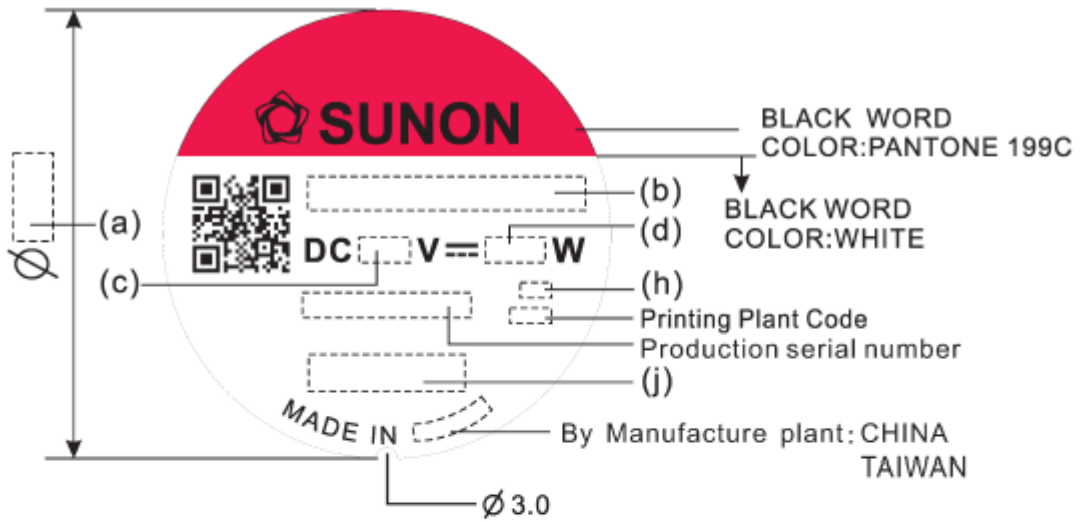 SUNON
BLACK WORD
COLOR:PANTONE 199C
(b)
BLACK WORD
COLOR:WHITE
(a)
Ø
DC V⎓ W
(d)
(c)
(h)
Printing Plant Code
Production serial number
(j)
MADE IN
By Manufacture plant: CHINA
TAIWAN
Ø 3.0